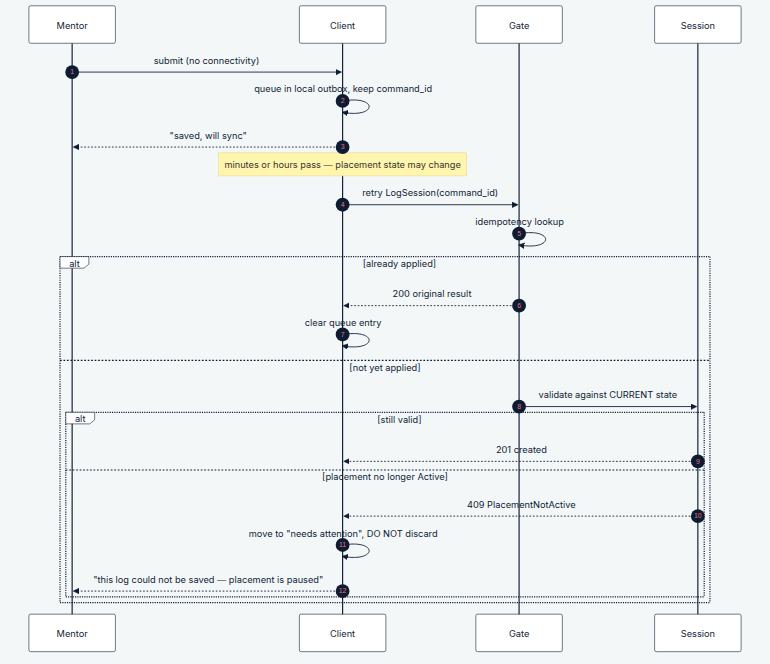 Mentor
Client
Gate
Session
submit (no connectivity)
1
queue in local outbox, keep command_id
2
"saved, will sync"
3
minutes or hours pass — placement state may change
retry LogSession(command_id)
4
idempotency lookup
5
alt
[already applied]
200 original result
6
clear queue entry
7
[not yet applied]
validate against CURRENT state
8
alt
[still valid]
201 created
9
[placement no longer Active]
409 PlacementNotActive
10
move to "needs attention", DO NOT discard
11
"this log could not be saved — placement is paused"
12
Mentor
Client
Gate
Session